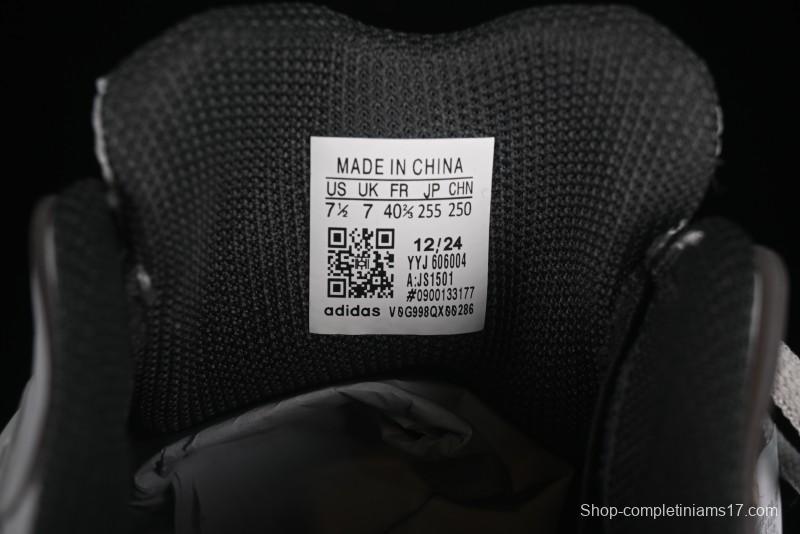 MADE IN CHINA
US UK FR JP CHN
7½ 7 40⅔ 255 250
12/24
YYJ 606004
A:JS1501
#0900133177
adidas V0G998QX00286
Shop-completiniams17.com